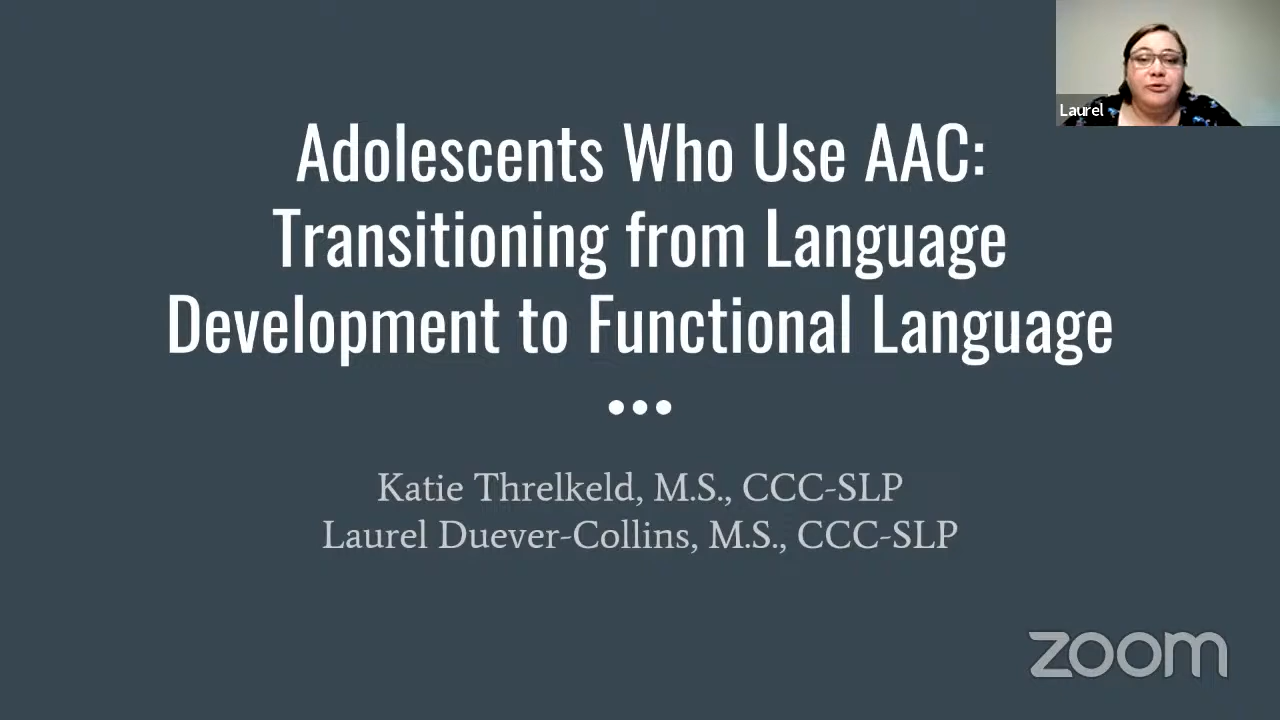 Laurel
Adolescents Who Use AAC:
Transitioning from Language
Development to Functional Language
Katie Threlkeld, M.S., CCC-SLP
Laurel Duever-Collins, M.S., CCC-SLP
zoom